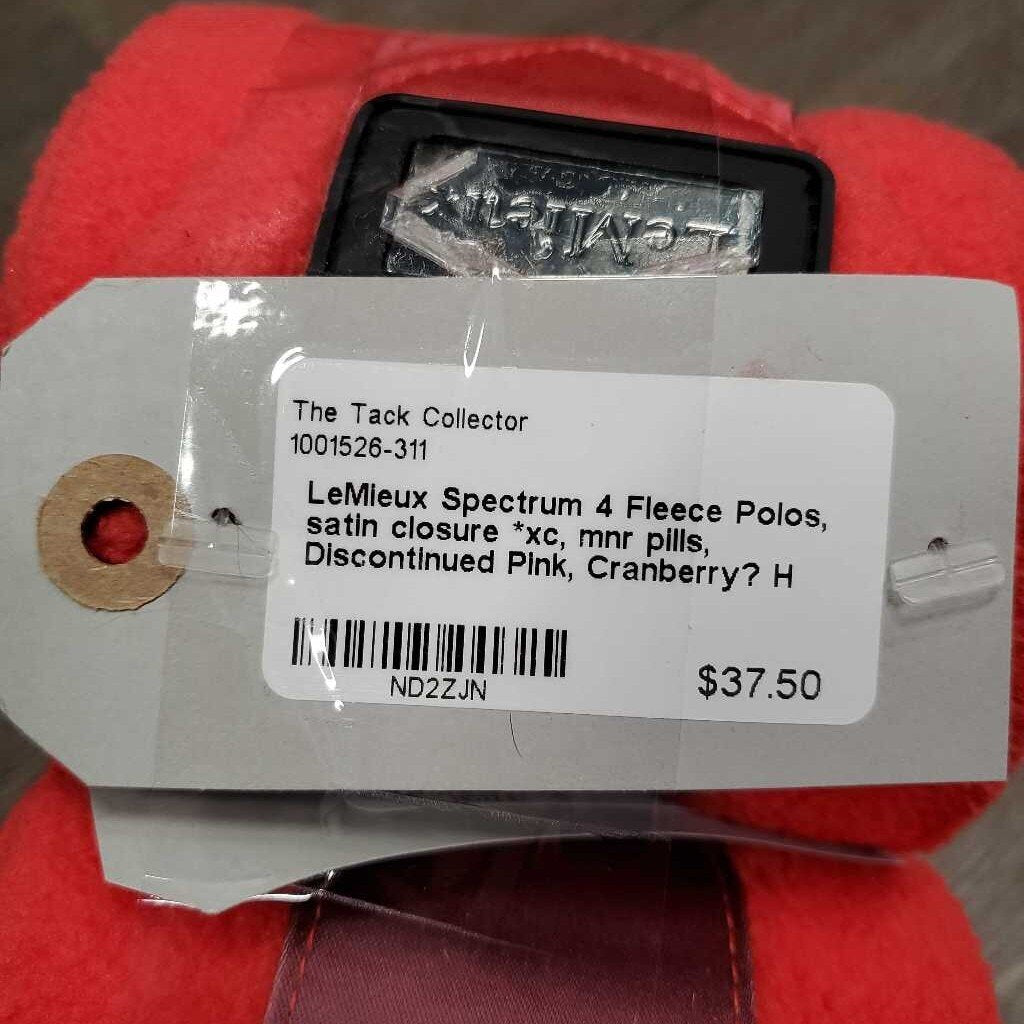 LeMieux
The Tack Collector
1001526-311
LeMieux Spectrum 4 Fleece Polos,
satin closure *xc, mnr pills,
Discontinued Pink, Cranberry? H
ND2ZJN
$37.50